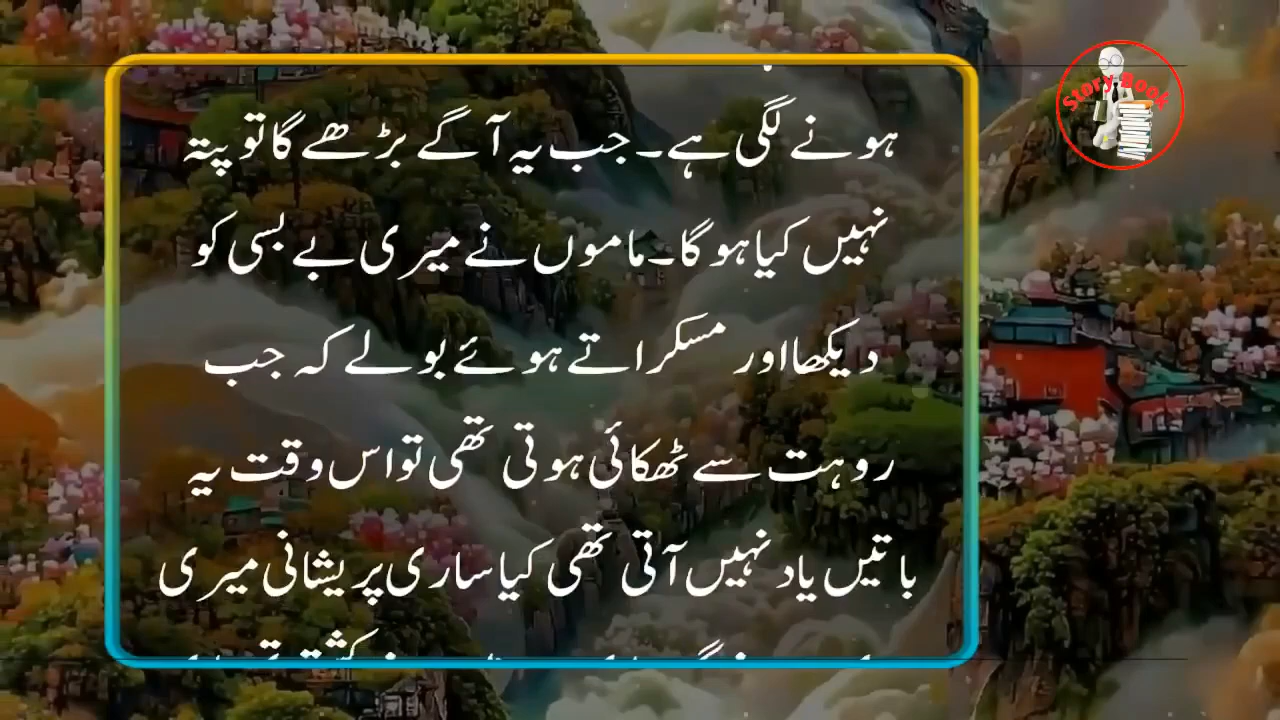 ہونے لگی ہے۔ جب یہ آگے بڑھے گا تو پتہ
نہیں کیا ہو گا۔ ماموں نے میری بے بسی کو
دیکھا اور مسکراتے ہوئے بولے کہ جب
روہت سے ٹھکائی ہوتی تھی تو اس وقت یہ
باتیں یاد نہیں آتی تھی کیا ساری پریشانی میری
Story Book